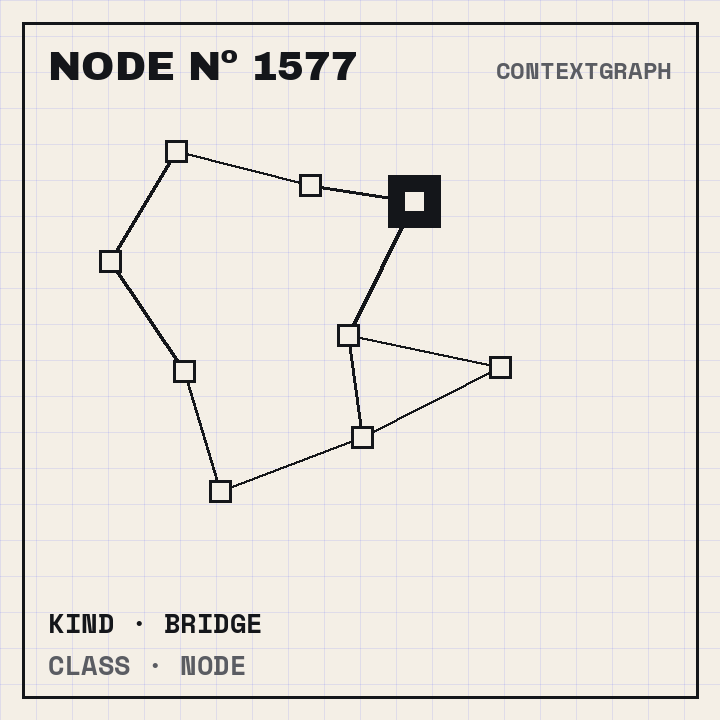 NODE Nº 1577
CONTEXTGRAPH
KIND · BRIDGE
CLASS · NODE